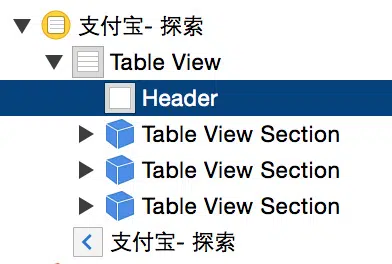 支付宝- 探索
Table View
Header
Table View Section
Table View Section
Table View Section
支付宝- 探索